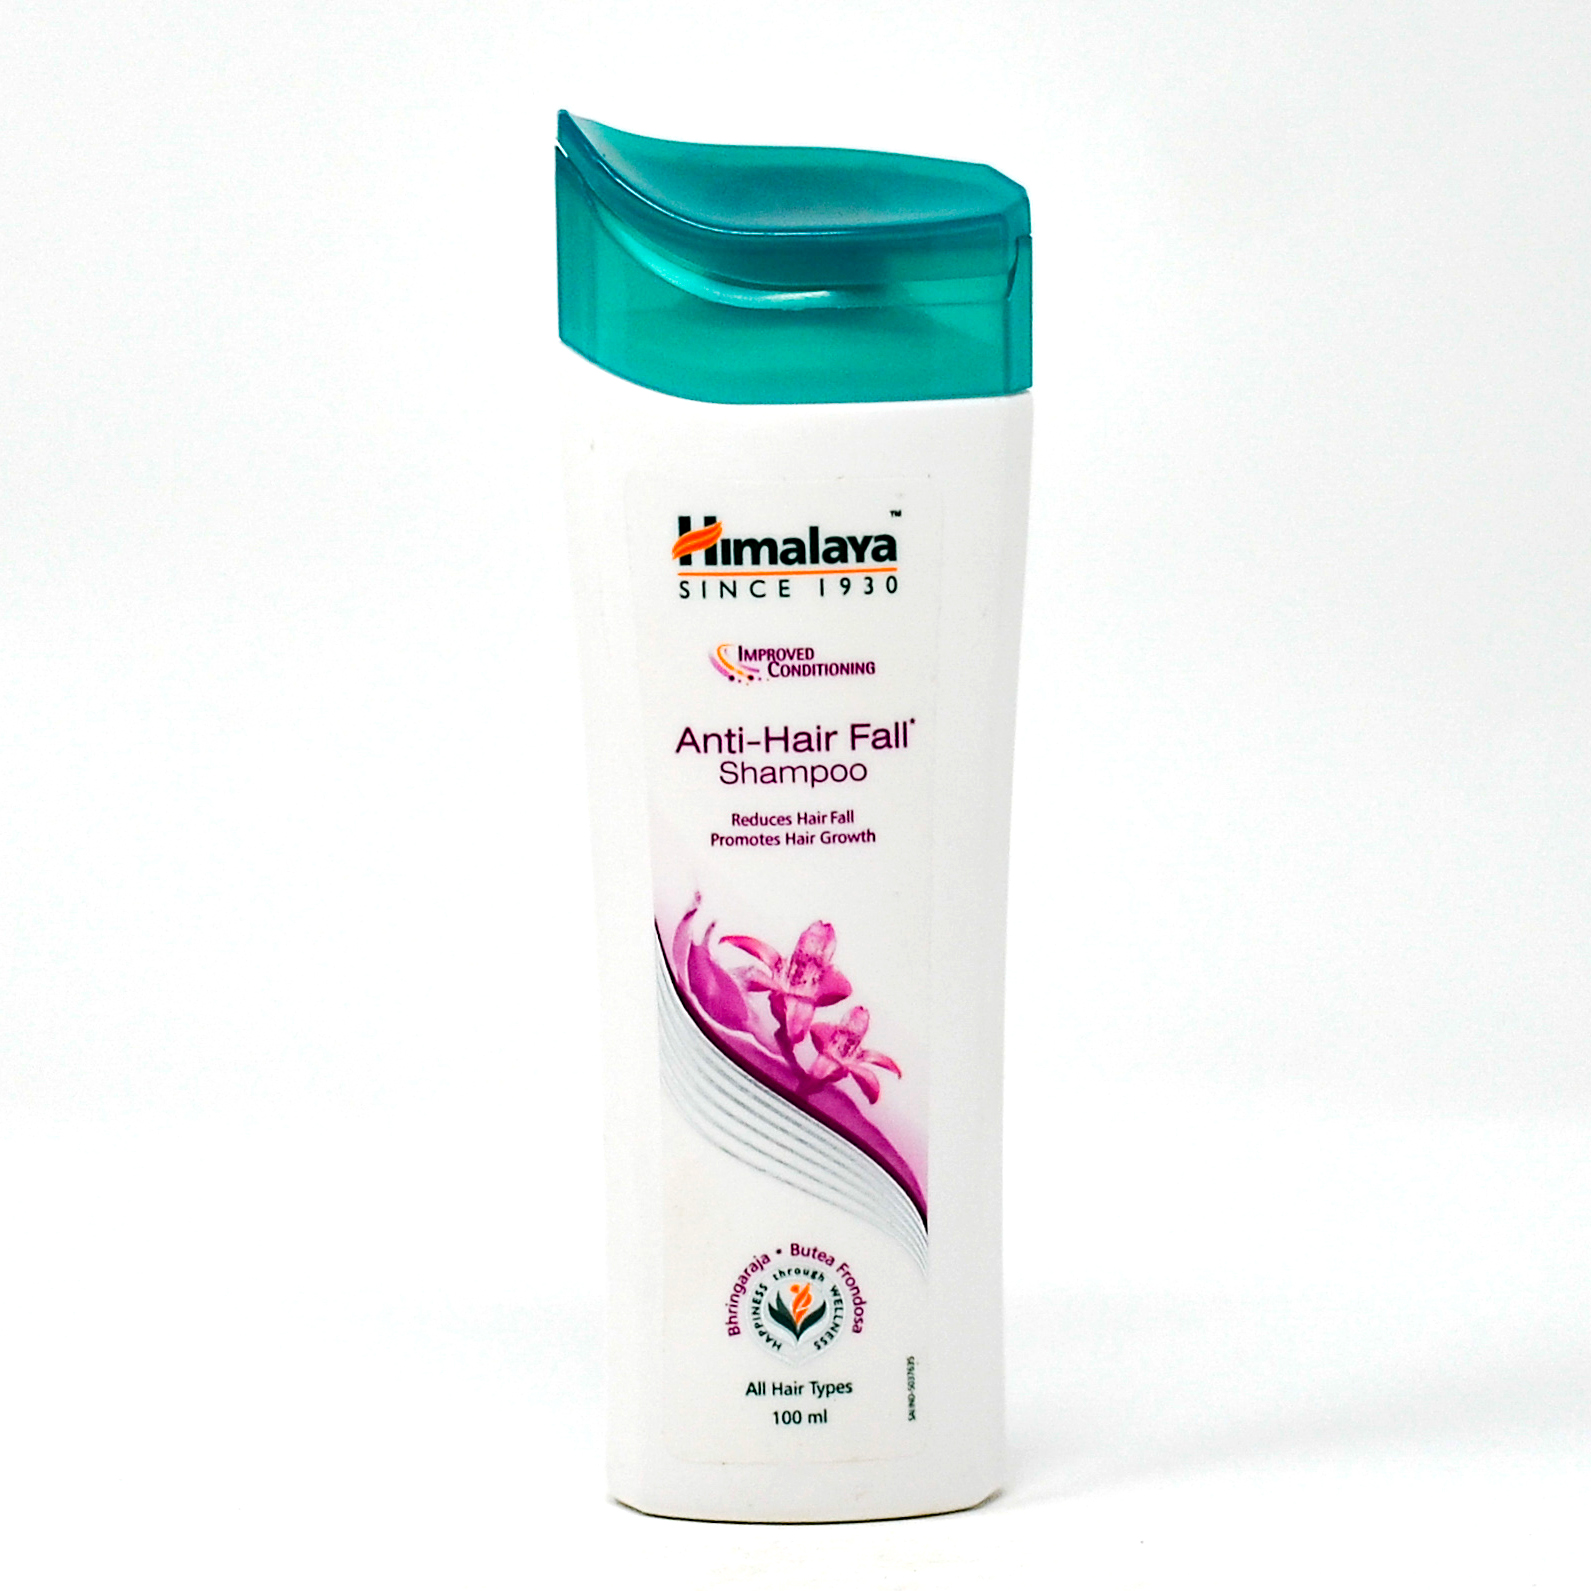 Himalaya™
SINCE 1930
IMPROVED
CONDITIONING
Anti-Hair Fall*
Shampoo
Reduces Hair Fall
Promotes Hair Growth
Bhringaraja • Butea Frondosa
HAPPINESS through WELLNESS
All Hair Types
100 ml